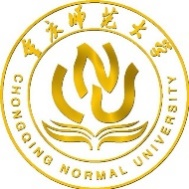 重庆师范大学
CHONGQING NORMAL UNIVERSITY